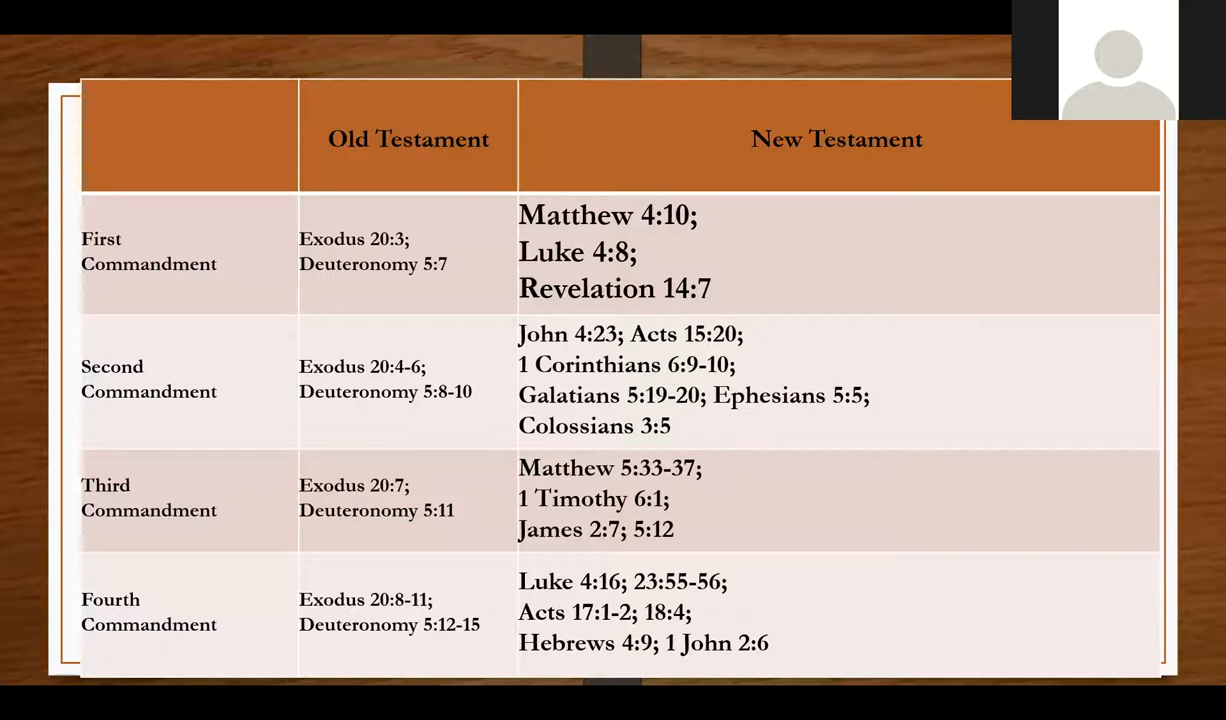 Old Testament
New Testament
First
Commandment
Exodus 20:3;
Deuteronomy 5:7
Matthew 4:10;
Luke 4:8;
Revelation 14:7
Second
Commandment
Exodus 20:4-6;
Deuteronomy 5:8-10
John 4:23; Acts 15:20;
1 Corinthians 6:9-10;
Galatians 5:19-20; Ephesians 5:5;
Colossians 3:5
Third
Commandment
Exodus 20:7;
Deuteronomy 5:11
Matthew 5:33-37;
1 Timothy 6:1;
James 2:7; 5:12
Fourth
Commandment
Exodus 20:8-11;
Deuteronomy 5:12-15
Luke 4:16; 23:55-56;
Acts 17:1-2; 18:4;
Hebrews 4:9; 1 John 2:6